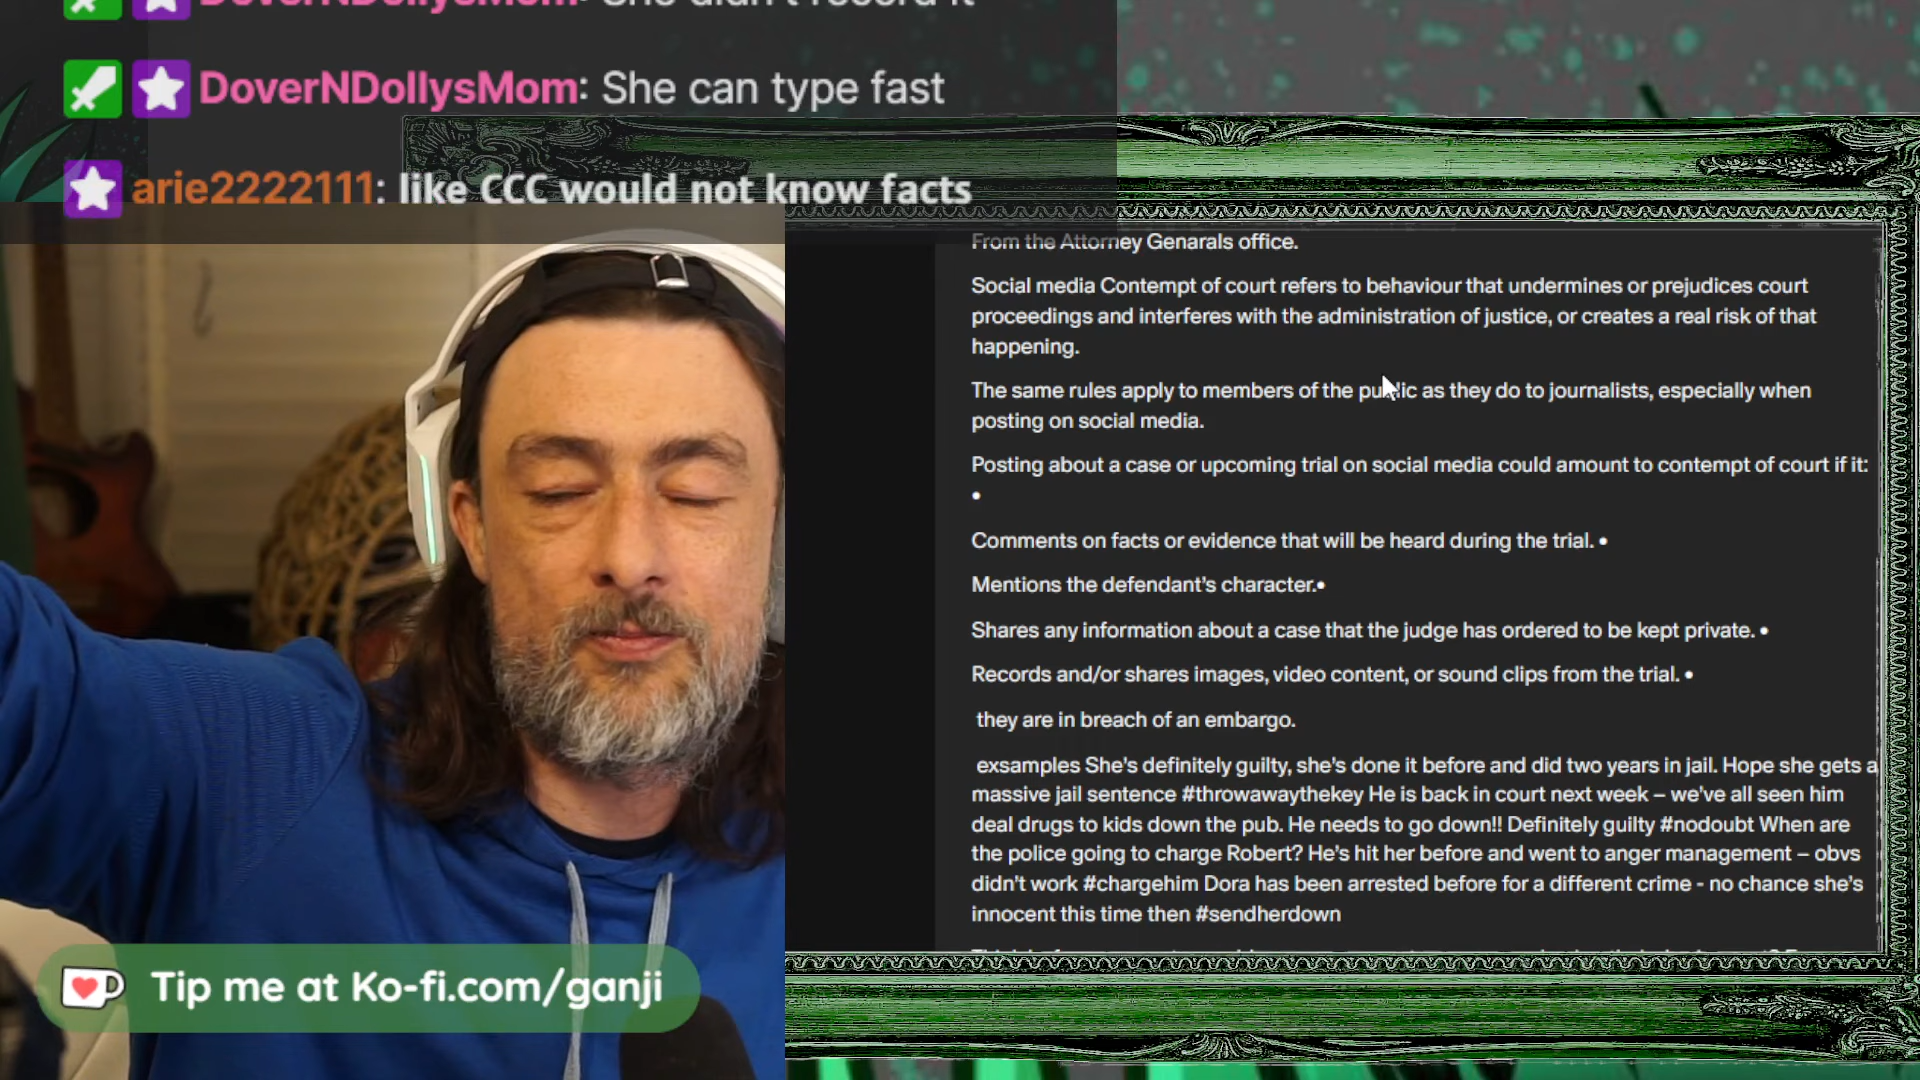 DoverNDollysMom: She didn't record it
DoverNDollysMom: She can type fast
arie2222111: like CCC would not know facts
From the Attorney Genarals office.
Social media Contempt of court refers to behaviour that undermines or prejudices court
proceedings and interferes with the administration of justice, or creates a real risk of that
happening.
The same rules apply to members of the public as they do to journalists, especially when
posting on social media.
Posting about a case or upcoming trial on social media could amount to contempt of court if it:
•
Comments on facts or evidence that will be heard during the trial. •
Mentions the defendant's character.•
Shares any information about a case that the judge has ordered to be kept private. •
Records and/or shares images, video content, or sound clips from the trial. •
they are in breach of an embargo.
exsamples She's definitely guilty, she's done it before and did two years in jail. Hope she gets a
massive jail sentence #throwawaythekey He is back in court next week – we've all seen him
deal drugs to kids down the pub. He needs to go down!! Definitely guilty #nodoubt When are
the police going to charge Robert? He's hit her before and went to anger management – obvs
didn't work #chargehim Dora has been arrested before for a different crime - no chance she's
innocent this time then #sendherdown
Tip me at Ko-fi.com/ganji